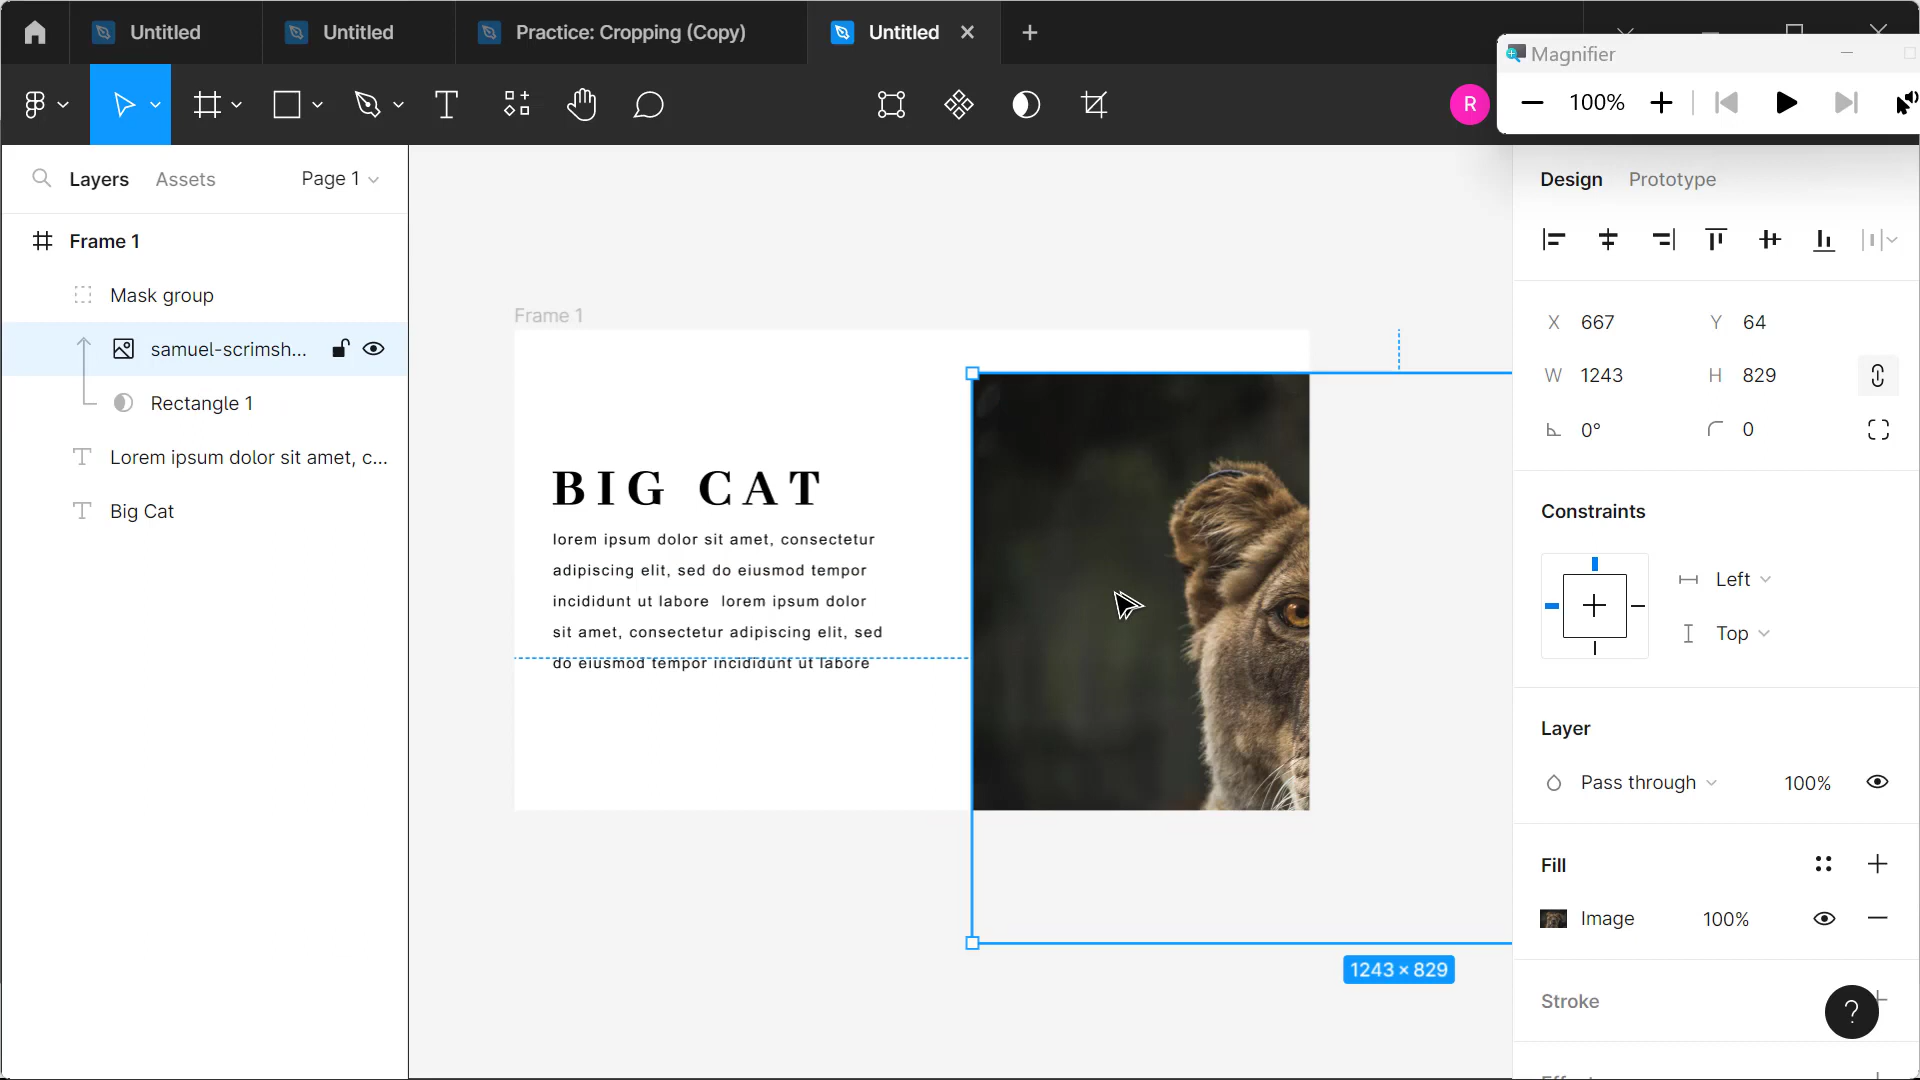 Untitled
Untitled
Practice: Cropping (Copy)
Untitled
Magnifier
100%
R
Layers
Assets
Page 1
Design
Prototype
Frame 1
Mask group
samuel-scrimsh...
Rectangle 1
Lorem ipsum dolor sit amet, c...
Big Cat
Frame 1
BIG CAT
lorem ipsum dolor sit amet, consectetur
adipiscing elit, sed do eiusmod tempor
incididunt ut labore  lorem ipsum dolor
sit amet, consectetur adipiscing elit, sed
do eiusmod tempor incididunt ut labore
1243 × 829
X 667
Y 64
W 1243
H 829
0°
0
Constraints
Left
Top
Layer
Pass through
100%
Fill
Image
100%
Stroke
?